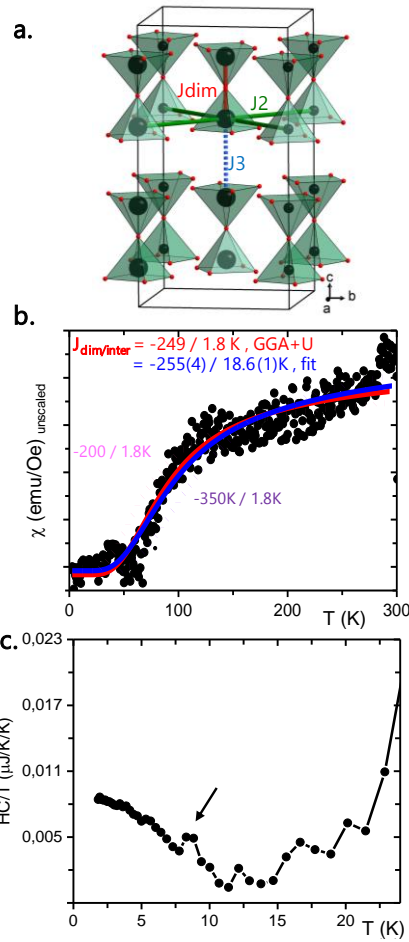 a.
Jdim
J2
J3
c
a
b
b.
J dim/inter = -249 / 1.8 K , GGA+U
= -255(4) / 18.6(1)K , fit
-200 / 1.8K
-350K / 1.8K
χ (emu/Oe) unscaled
0 100 200 300
T (K)
c.
0,023
0,017
0,011
0,005
HC/T (μJ/K/K)
0 5 10 15 20
T (K)